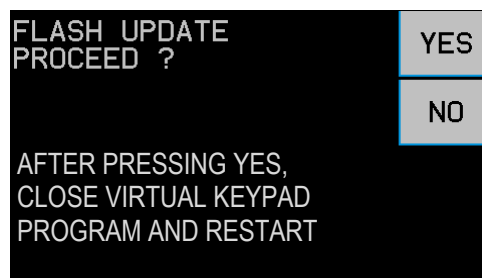 FLASH UPDATE
PROCEED ?
YES
NO
AFTER PRESSING YES,
CLOSE VIRTUAL KEYPAD
PROGRAM AND RESTART